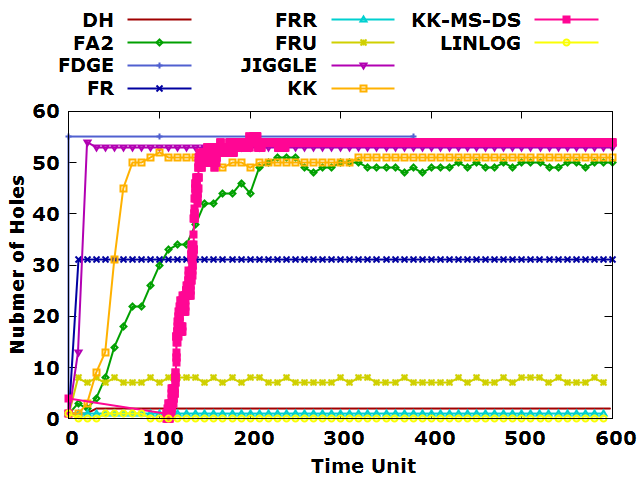 DH FRR KK-MS-DS
FA2 FRU LINLOG
FDGE JIGGLE
FR KK
60
50
40
30
20
10
0
Nubmer of Holes
0 100 200 300 400 500 600
Time Unit